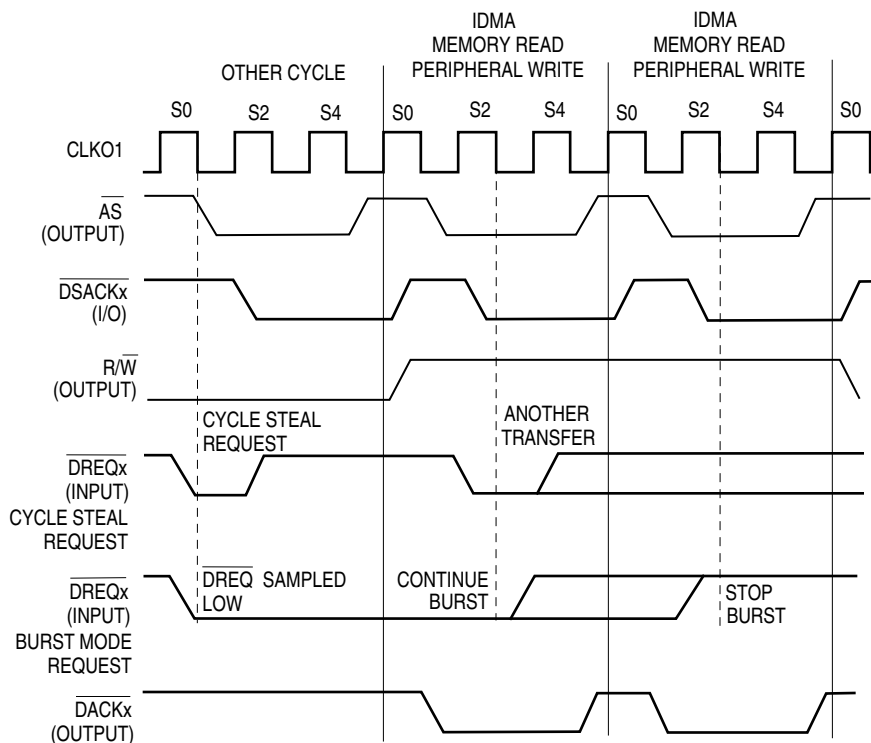 IDMA
MEMORY READ
PERIPHERAL WRITE
IDMA
MEMORY READ
PERIPHERAL WRITE
OTHER CYCLE
S0 S2 S4 S0 S2 S4 S0 S2 S4 S0
CLKO1
AS
(OUTPUT)
DSACKx
(I/O)
R/W
(OUTPUT)
CYCLE STEAL
REQUEST
ANOTHER
TRANSFER
DREQx
(INPUT)
CYCLE STEAL
REQUEST
DREQx
(INPUT)
BURST MODE
REQUEST
DREQ SAMPLED
LOW
CONTINUE
BURST
STOP
BURST
DACKx
(OUTPUT)